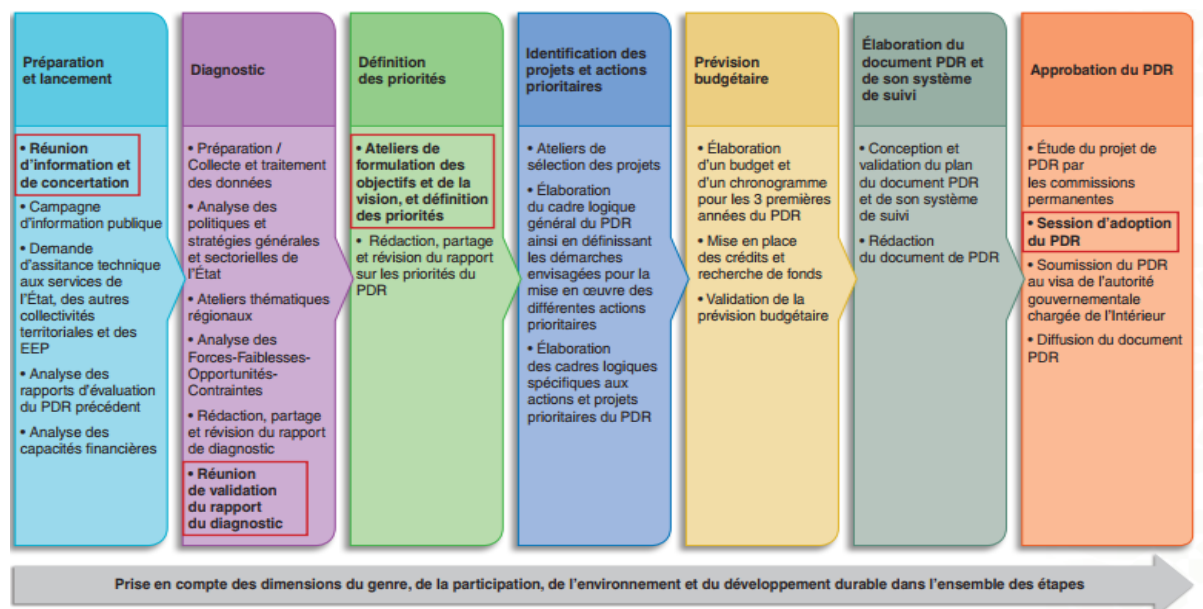 Préparation
et lancement
• Réunion
d'information et
de concertation
• Campagne
d'information publique
• Demande
d'assitance technique
aux services de
l'État, des autres
collectivités
territoriales et des
EEP
• Analyse des
rapports d'évaluation
du PDR précédent
• Analyse des
capacités financières
Diagnostic
• Préparation /
Collecte et traitement
des données
• Analyse des
politiques et
stratégies générales
et sectorielles de
l'État
• Ateliers thématiques
régionaux
• Analyse des
Forces-Faiblesses-
Opportunités-
Contraintes
• Rédaction, partage
et révision du rapport
de diagnostic
• Réunion
de validation
du rapport
du diagnostic
Définition
des priorités
• Ateliers de
formulation des
objectifs et de la
vision, et définition
des priorités
• Rédaction, partage
et révision du rapport
sur les priorités du
PDR
Identification des
projets et actions
prioritaires
• Ateliers de
sélection des projets
• Élaboration
du cadre logique
général du PDR
ainsi en définissant
les démarches
envisagées pour la
mise en œuvre des
différentes actions
prioritaires
• Élaboration
des cadres logiques
spécifiques aux
actions et projets
prioritaires du PDR
Prévision
budgétaire
• Élaboration
d'un budget et
d'un chronogramme
pour les 3 premières
années du PDR
• Mise en place
des crédits et
recherche de fonds
• Validation de la
prévision budgétaire
Élaboration du
document PDR et
de son système
de suivi
• Conception et
validation du plan
du document PDR
et de son système
de suivi
• Rédaction
du document de PDR
Approbation du PDR
• Étude du projet de
PDR par
les commissions
permanentes
• Session d'adoption
du PDR
• Soumission du PDR
au visa de l'autorité
gouvernementale
chargée de l'Intérieur
• Diffusion du document
PDR
Prise en compte des dimensions du genre, de la participation, de l'environnement et du développement durable dans l'ensemble des étapes